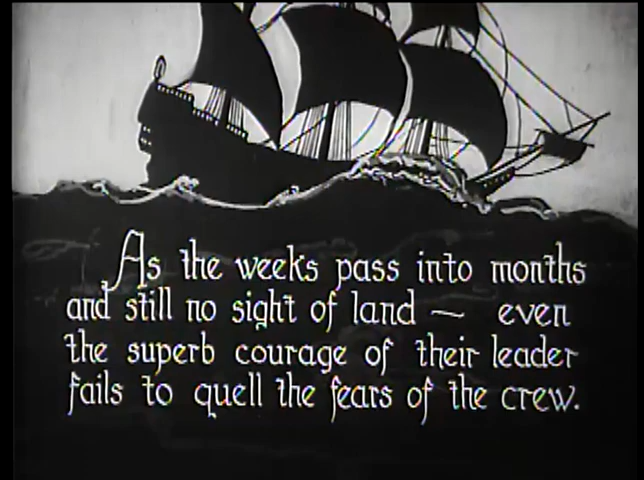 As the weeks pass into months
and still no sight of land — even
the superb courage of their leader
fails to quell the fears of the crew.